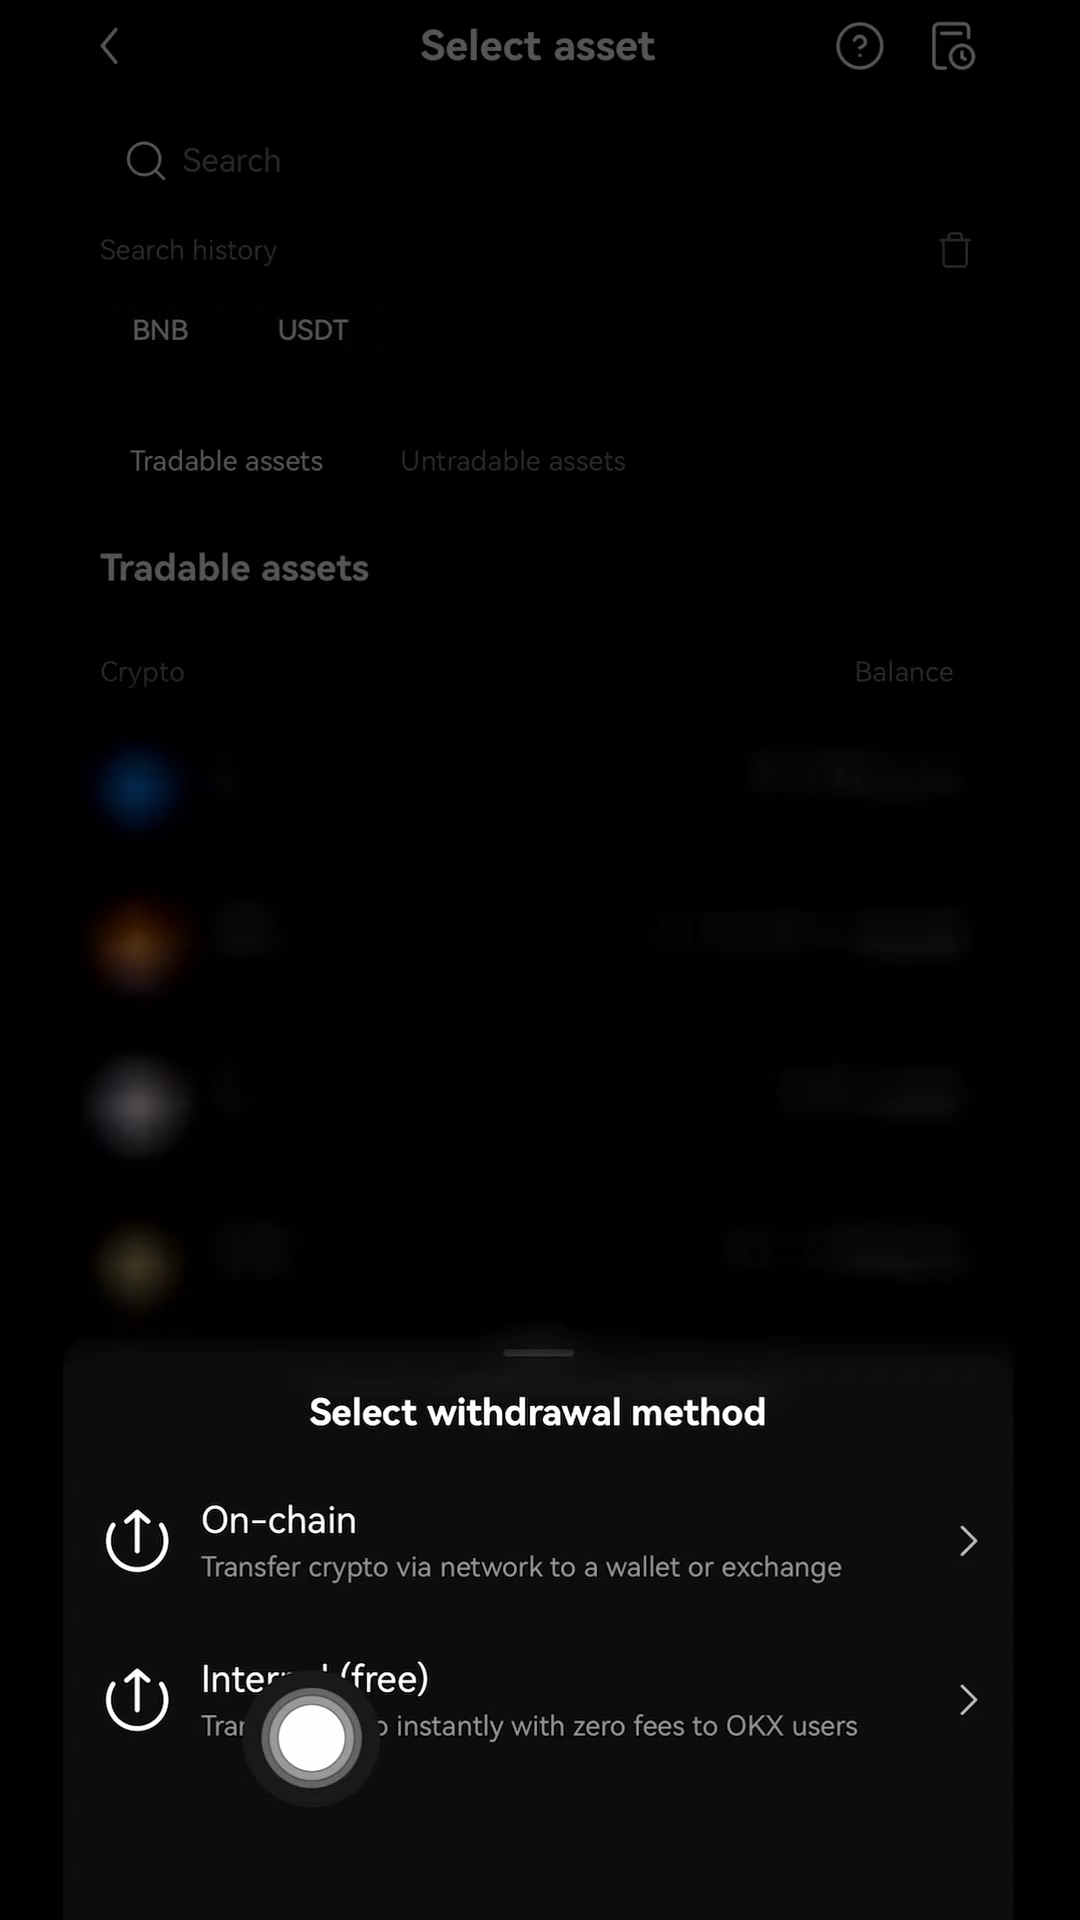 Select asset
Search
Search history
BNB USDT
Tradable assets Untradable assets
Tradable assets
Crypto Balance
Select withdrawal method
On-chain
Transfer crypto via network to a wallet or exchange
(free)
instantly with zero fees to OKX users